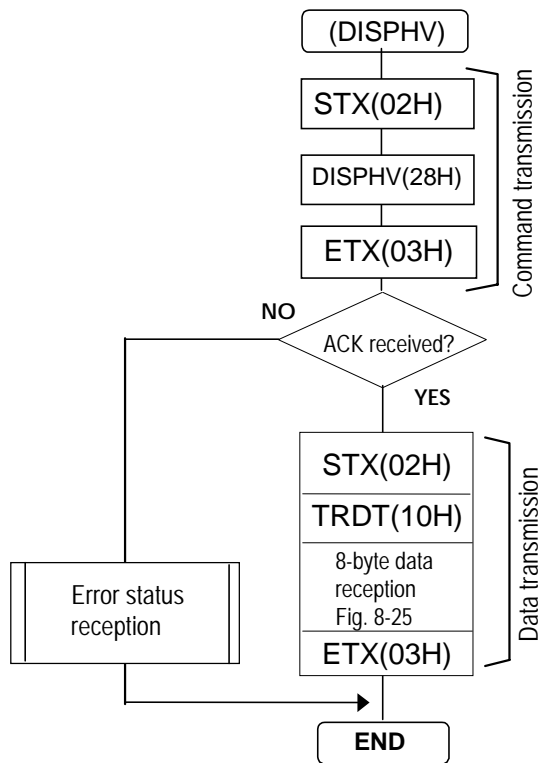 (DISPHV)
STX(02H)
DISPHV(28H)
ETX(03H)
Command transmission
NO
ACK received?
YES
STX(02H)
TRDT(10H)
8-byte data
reception
Fig. 8-25
ETX(03H)
Data transmission
Error status
reception
END